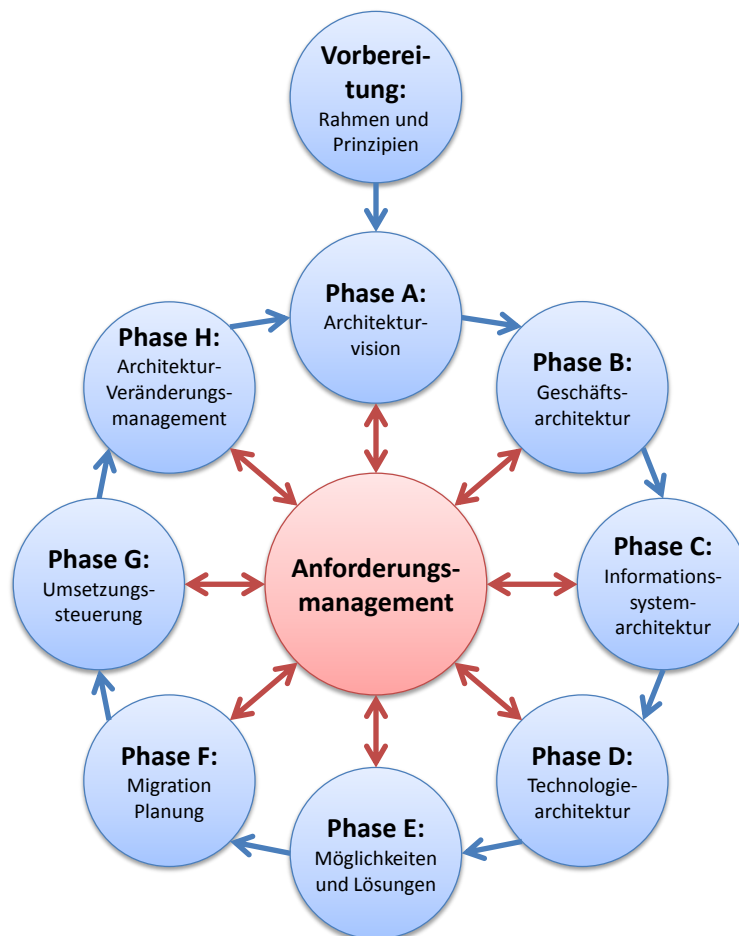 Vorberei-
tung:
Rahmen und
Prinzipien
Phase A:
Architektur-
vision
Phase B:
Geschäfts-
architektur
Phase C:
Informations-
system-
architektur
Phase D:
Technologie-
architektur
Phase E:
Möglichkeiten
und Lösungen
Phase F:
Migration
Planung
Phase G:
Umsetzungs-
steuerung
Phase H:
Architektur-
Veränderungs-
management
Anforderungs-
management